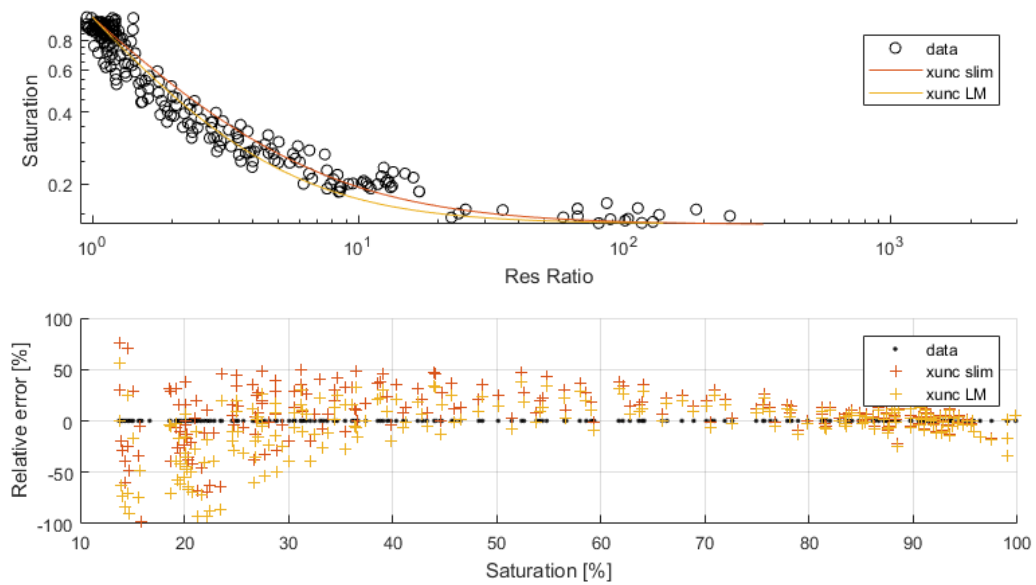 0.8
0.6
0.4
0.2
Saturation
data
xunc slim
xunc LM
10^0
10^1
10^2
10^3
Res Ratio
100
50
0
-50
-100
Relative error [%]
data
xunc slim
xunc LM
10
20
30
40
50
60
70
80
90
100
Saturation [%]